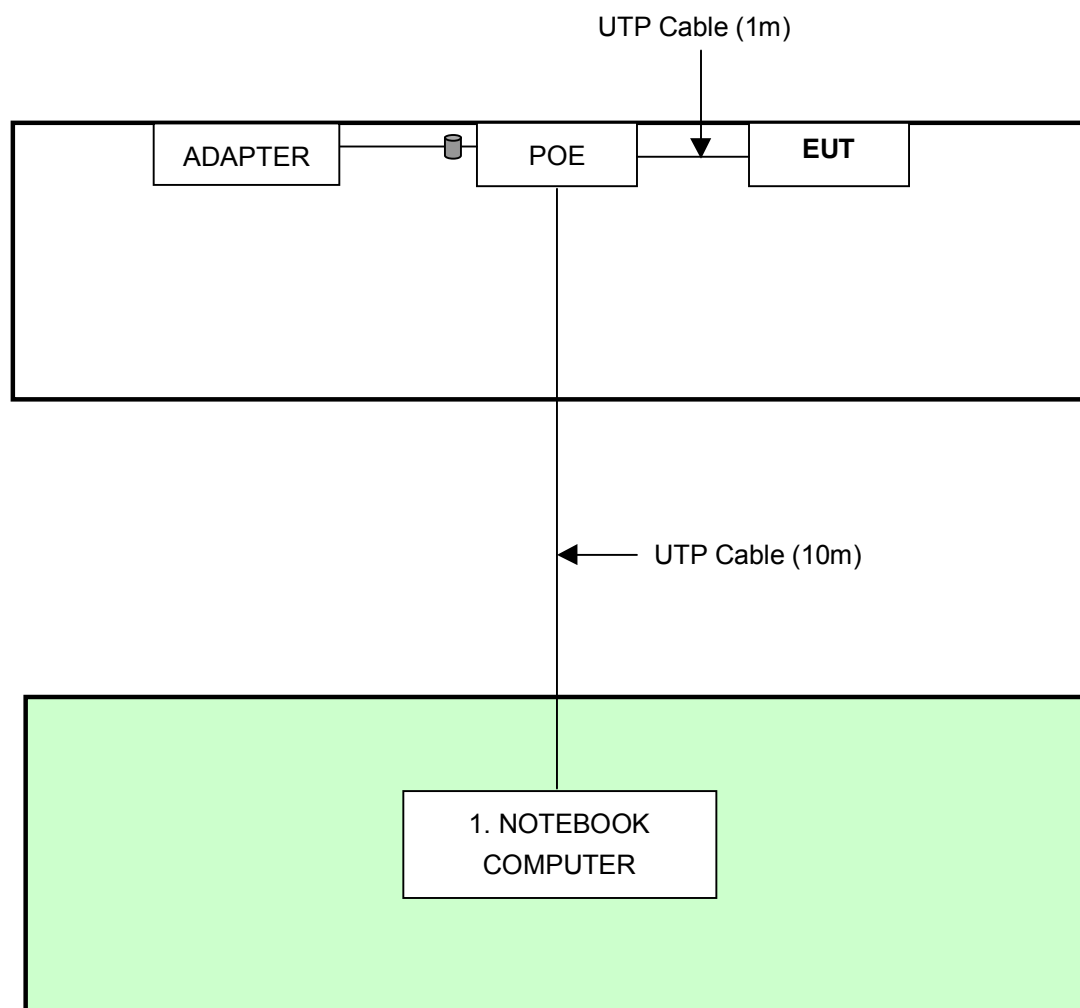 UTP Cable (1m)
ADAPTER
POE
EUT
UTP Cable (10m)
1. NOTEBOOK
COMPUTER